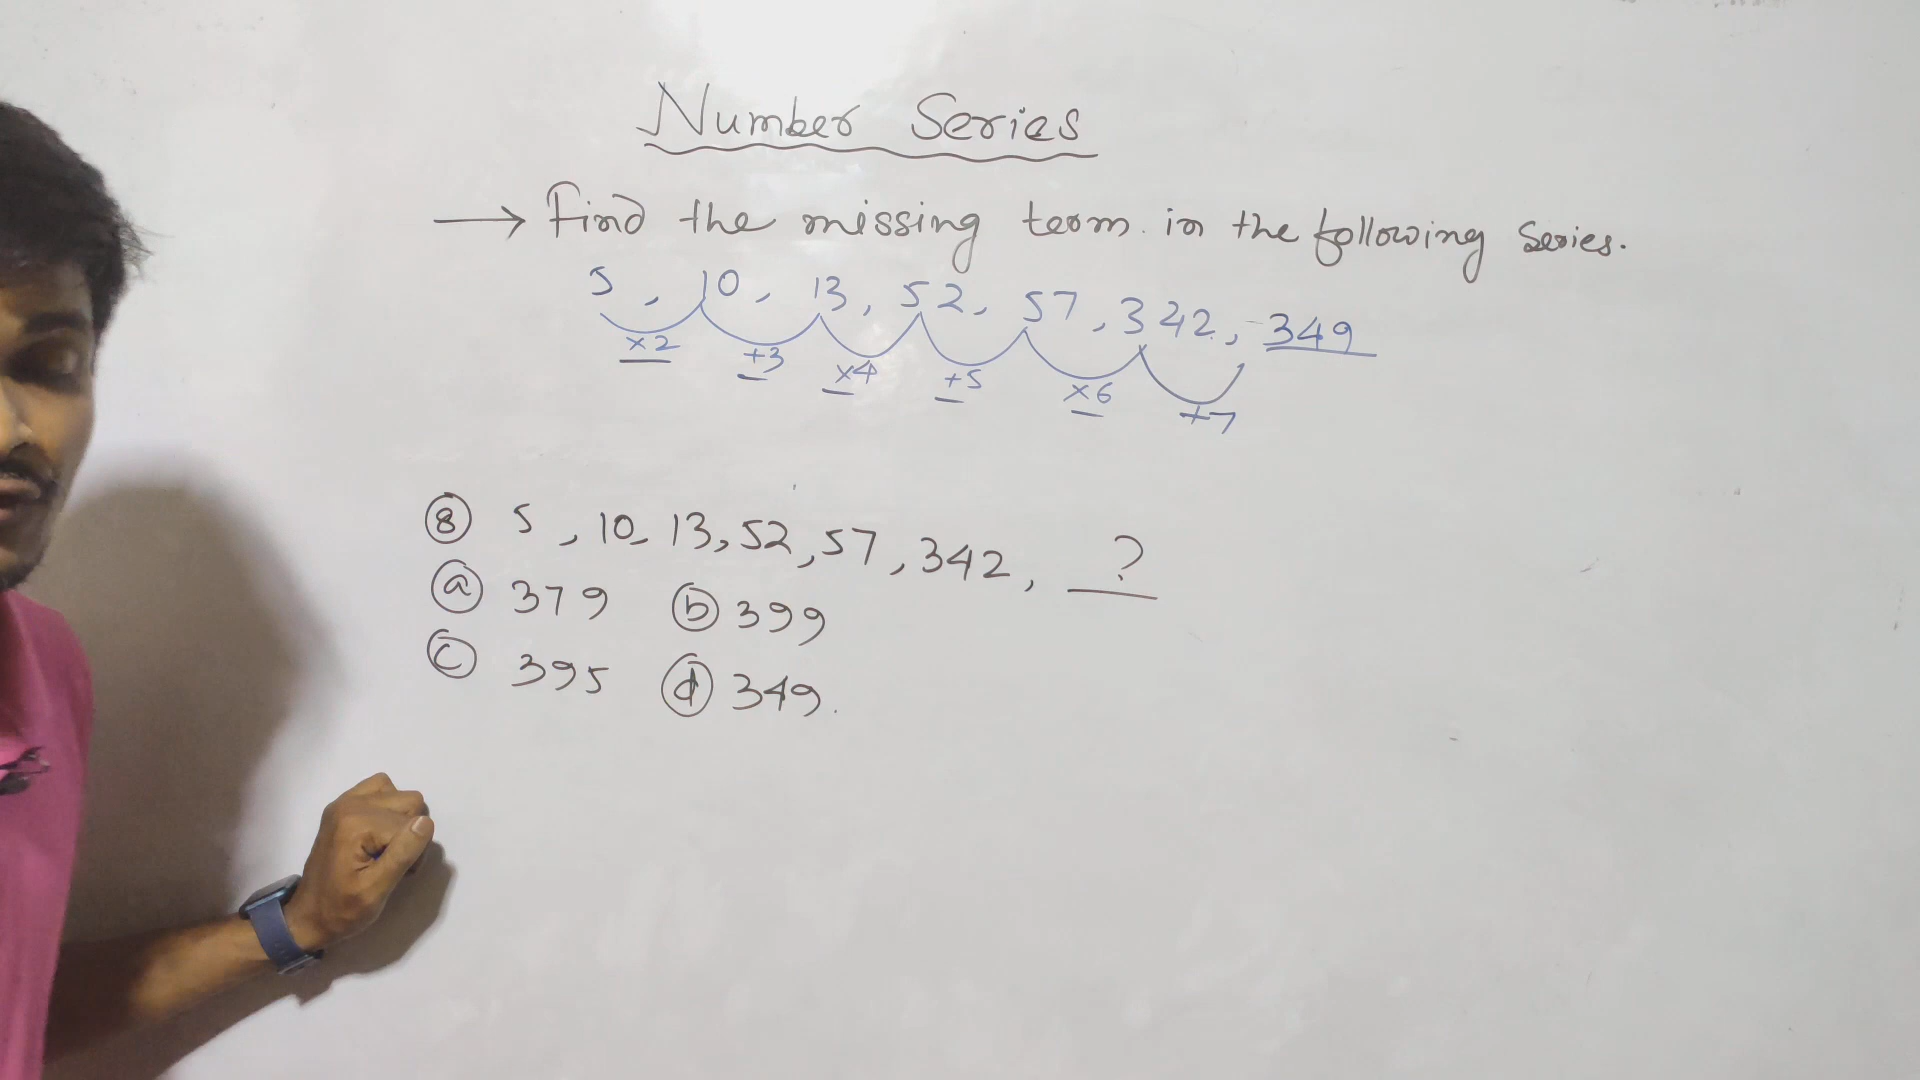 Number Series
→ Find the missing term in the following series.
5, 10, 13, 52, 57, 342, 349
×2 +3 ×4 +5 ×6 +7
⑧ 5, 10, 13, 52, 57, 342, ?
ⓐ 379 ⓑ 399
ⓒ 395 ⓓ 349.